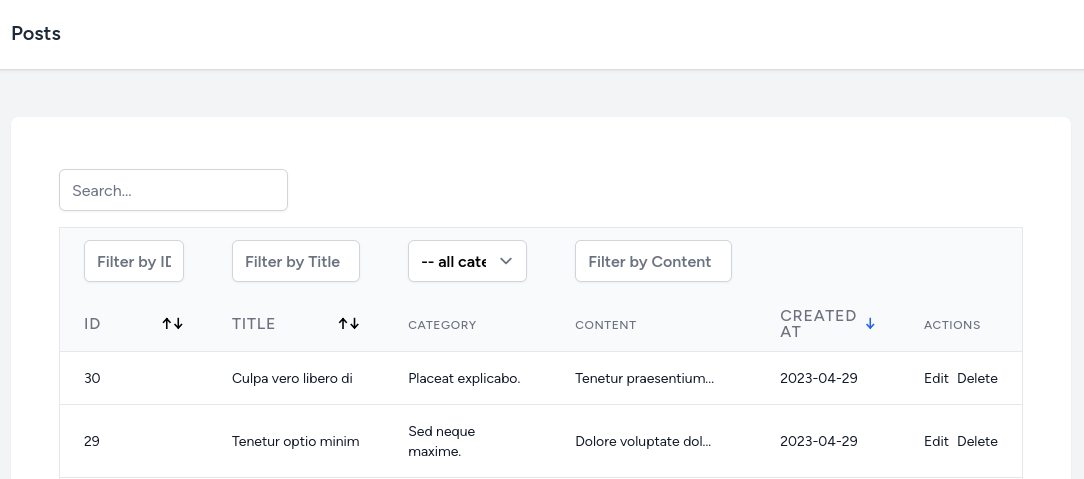 Posts
Search...
Filter by ID Filter by Title -- all cate Filter by Content
ID TITLE CATEGORY CONTENT CREATED AT ACTIONS
30 Culpa vero libero di Placeat explicabo. Tenetur praesentium... 2023-04-29 Edit Delete
29 Tenetur optio minim Sed neque maxime. Dolore voluptate dol... 2023-04-29 Edit Delete